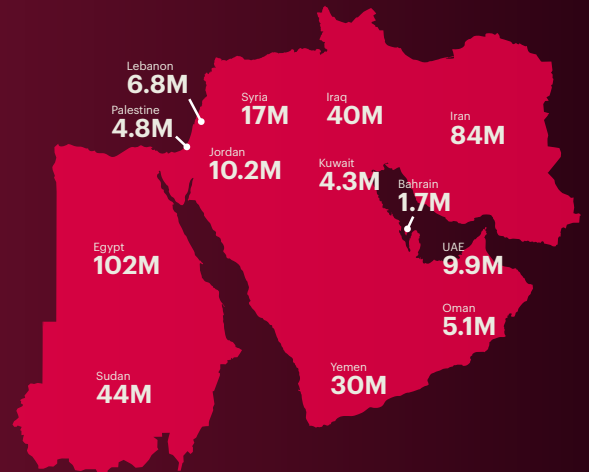 Lebanon
6.8M
Palestine
4.8M
Syria
17M
Iraq
40M
Iran
84M
Jordan
10.2M
Kuwait
4.3M
Bahrain
1.7M
Egypt
102M
UAE
9.9M
Oman
5.1M
Yemen
30M
Sudan
44M